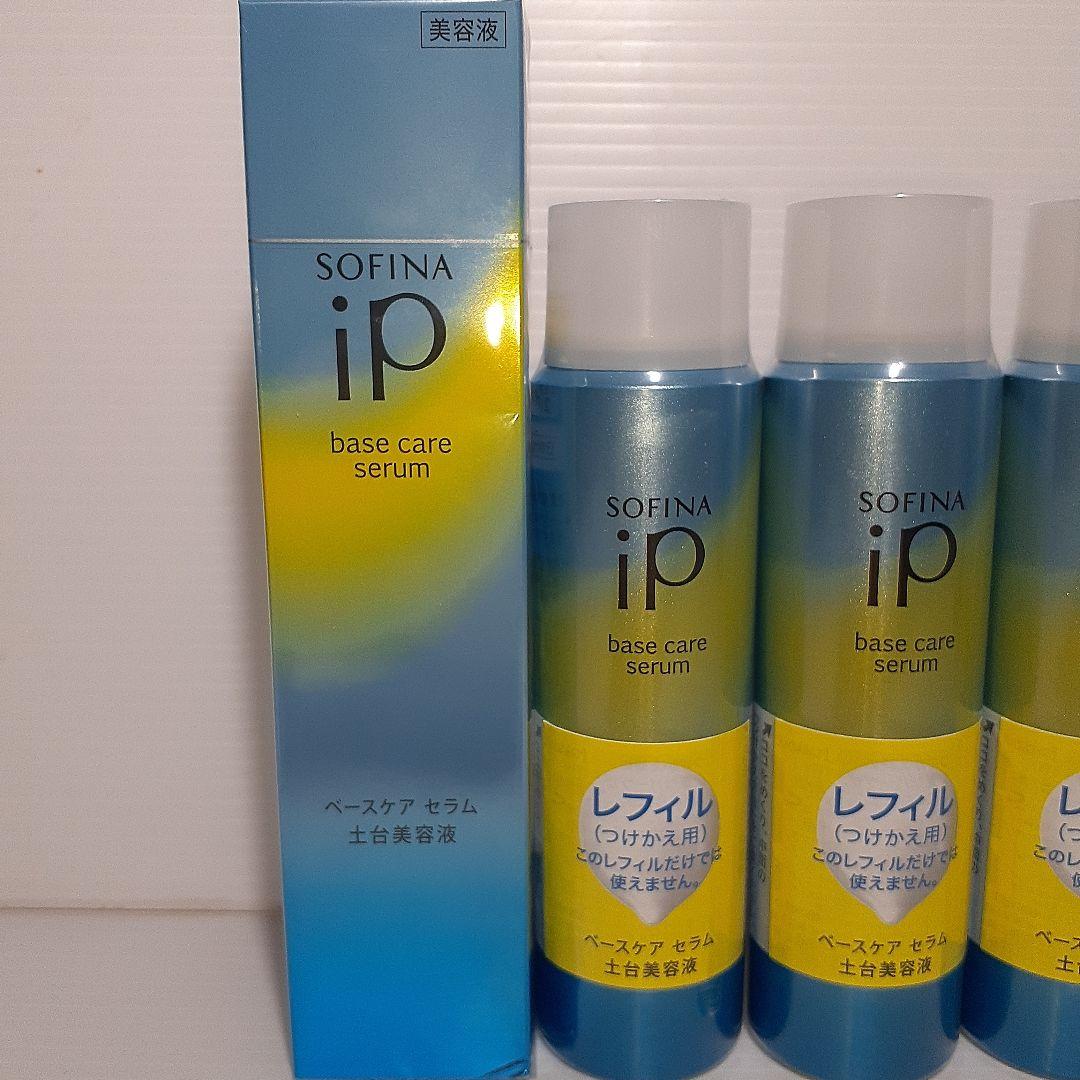 美容液
SOFINA
iP
base care
serum
ベースケア セラム
土台美容液
SOFINA
iP
base care
serum
レフィル
(つけかえ用)
このレフィルだけでは
使えません。
ベースケア セラム
土台美容液
SOFINA
iP
base care
serum
レフィル
(つけかえ用)
このレフィルだけでは
使えません。
ベースケア セラム
土台美容液